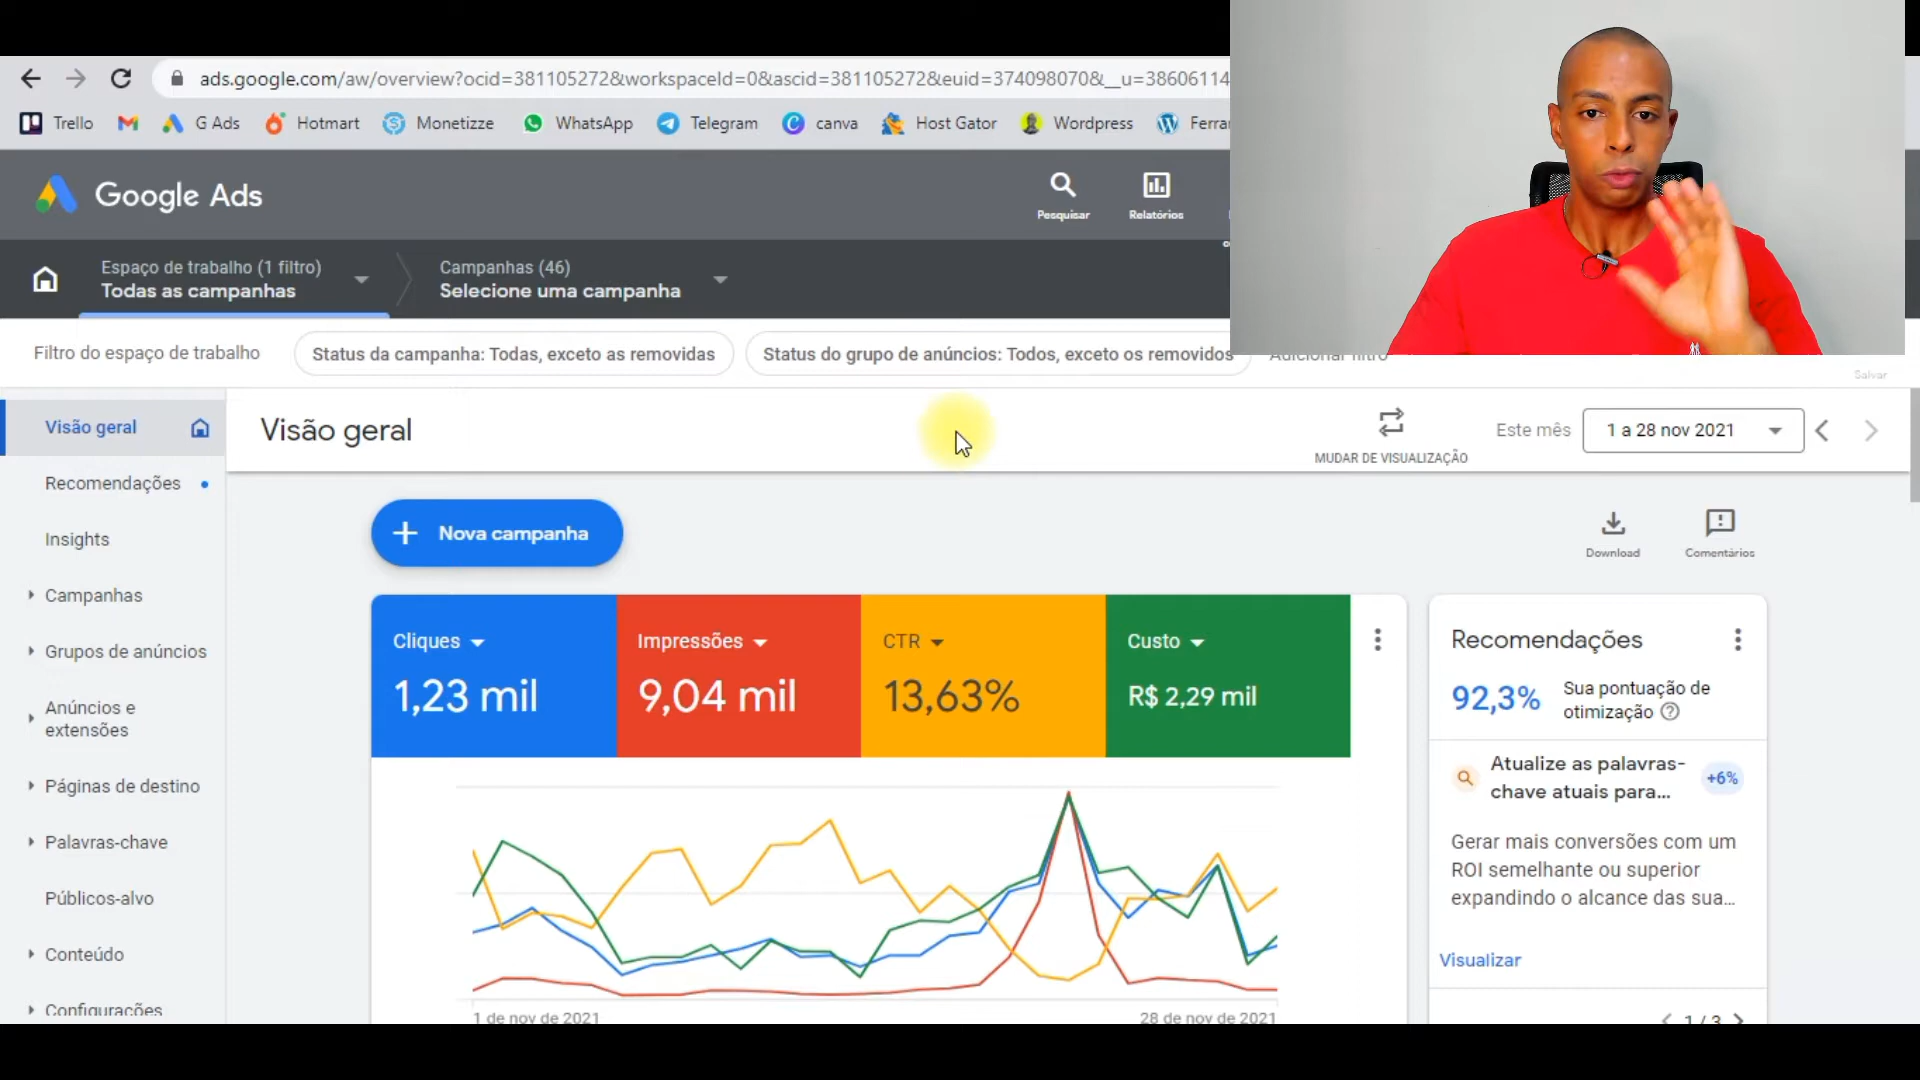 ads.google.com/aw/overview?ocid=381105272&workspaceId=0&ascid=381105272&euid=374098070&__u=38606114
Trello
G Ads
Hotmart
Monetizze
WhatsApp
Telegram
canva
Host Gator
Wordpress
Ferra
Google Ads
Pesquisar
Relatórios
Espaço de trabalho (1 filtro)
Todas as campanhas
Campanhas (46)
Selecione uma campanha
Filtro do espaço de trabalho
Status da campanha: Todas, exceto as removidas
Status do grupo de anúncios: Todos, exceto os removidos
Adicionar filtro
Salvar
Visão geral
Recomendações
Insights
Campanhas
Grupos de anúncios
Anúncios e
extensões
Páginas de destino
Palavras-chave
Públicos-alvo
Conteúdo
Configurações
Visão geral
MUDAR DE VISUALIZAÇÃO
Este mês
1 a 28 nov 2021
Nova campanha
Download
Comentários
Cliques
1,23 mil
Impressões
9,04 mil
CTR
13,63%
Custo
R$ 2,29 mil
1 de nov de 2021
28 de nov de 2021
Recomendações
92,3%
Sua pontuação de
otimização
Atualize as palavras-
chave atuais para...
+6%
Gerar mais conversões com um
ROI semelhante ou superior
expandindo o alcance das sua...
Visualizar
1 / 3